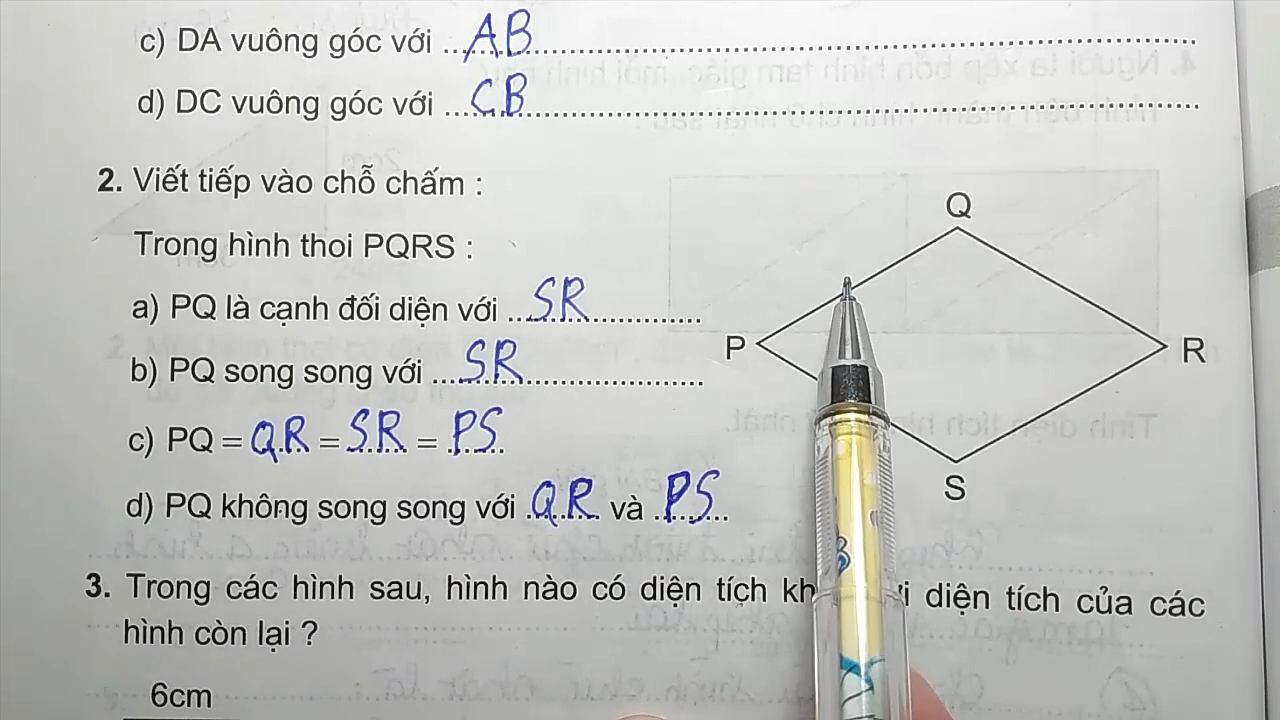 c) DA vuông góc với AB
d) DC vuông góc với CB
2. Viết tiếp vào chỗ chấm :
Trong hình thoi PQRS :
a) PQ là cạnh đối diện với SR
b) PQ song song với SR
c) PQ = QR = SR = PS
d) PQ không song song với QR và PS
Q
P
R
S
3. Trong các hình sau, hình nào có diện tích diện tích của các
hình còn lại ?
6cm